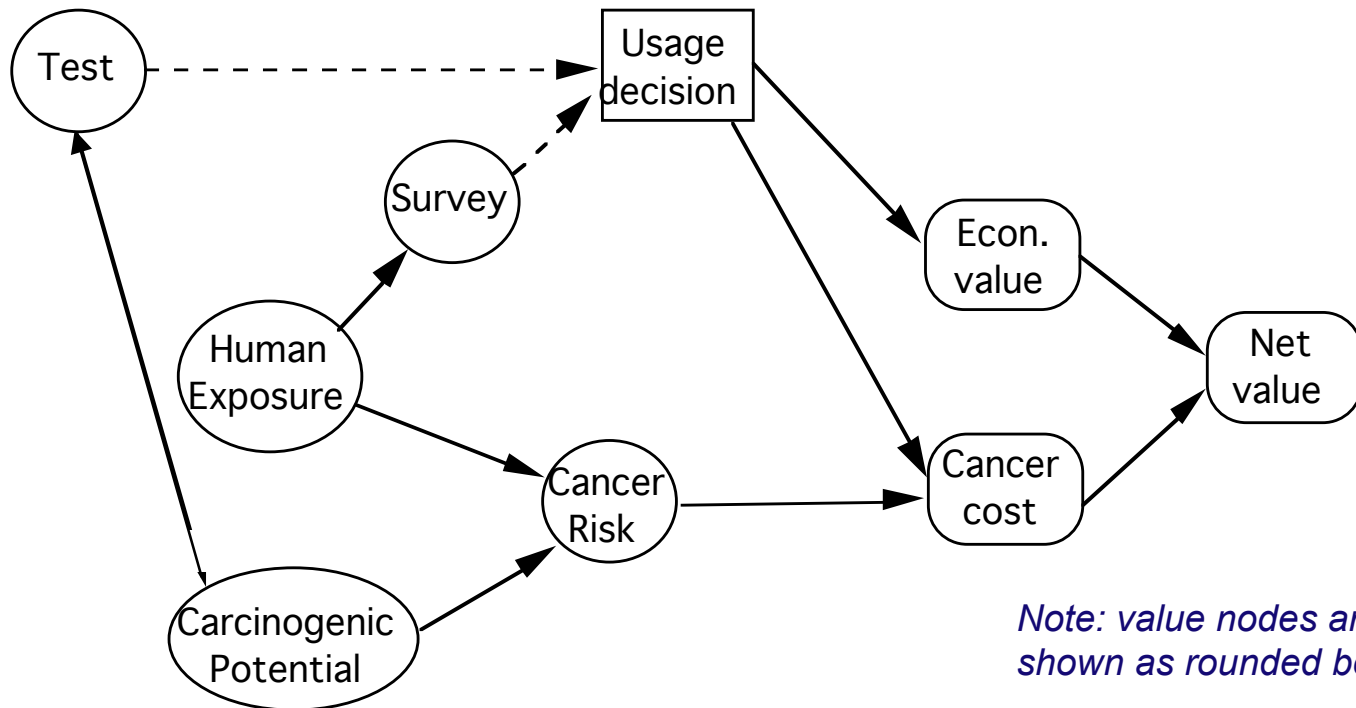 Test
Usage
decision
Survey
Econ.
value
Human
Exposure
Net
value
Cancer
Risk
Cancer
cost
Carcinogenic
Potential
Note: value nodes
shown as rounded